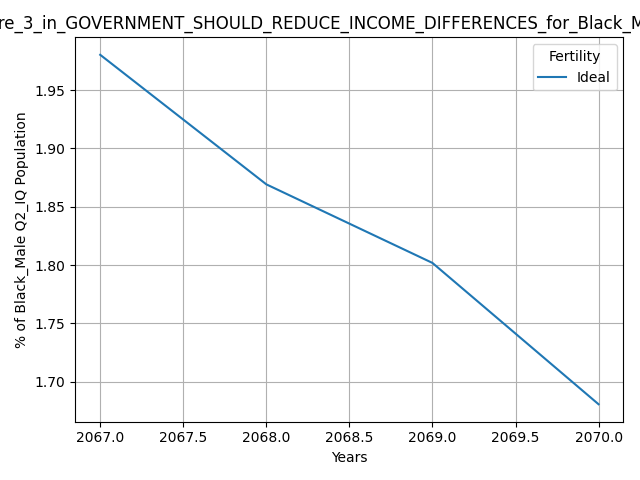 re_3_in_GOVERNMENT_SHOULD_REDUCE_INCOME_DIFFERENCES_for_Black_M
Fertility
Ideal
1.95
1.90
1.85
1.80
1.75
1.70
% of Black_Male Q2_IQ Population
2067.0 2067.5 2068.0 2068.5 2069.0 2069.5 2070.0
Years